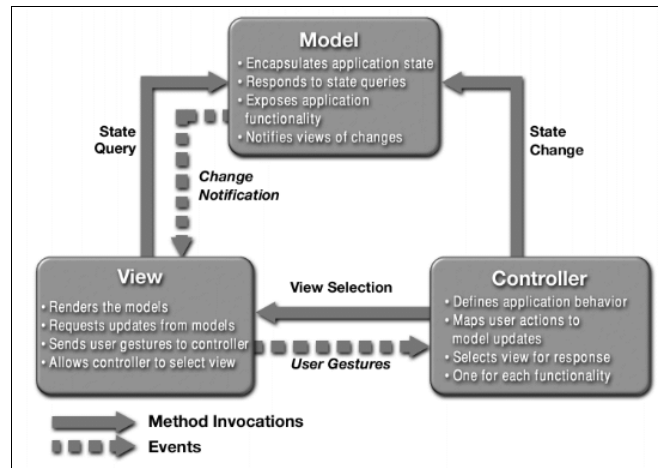 Model
• Encapsulates application state
• Responds to state queries
• Exposes application
functionality
• Notifies views of changes
State
Query
Change
Notification
State
Change
View
• Renders the models
• Requests updates from models
• Sends user gestures to controller
• Allows controller to select view
View Selection
User Gestures
Controller
• Defines application behavior
• Maps user actions to
model updates
• Selects view for response
• One for each functionality
Method Invocations
Events